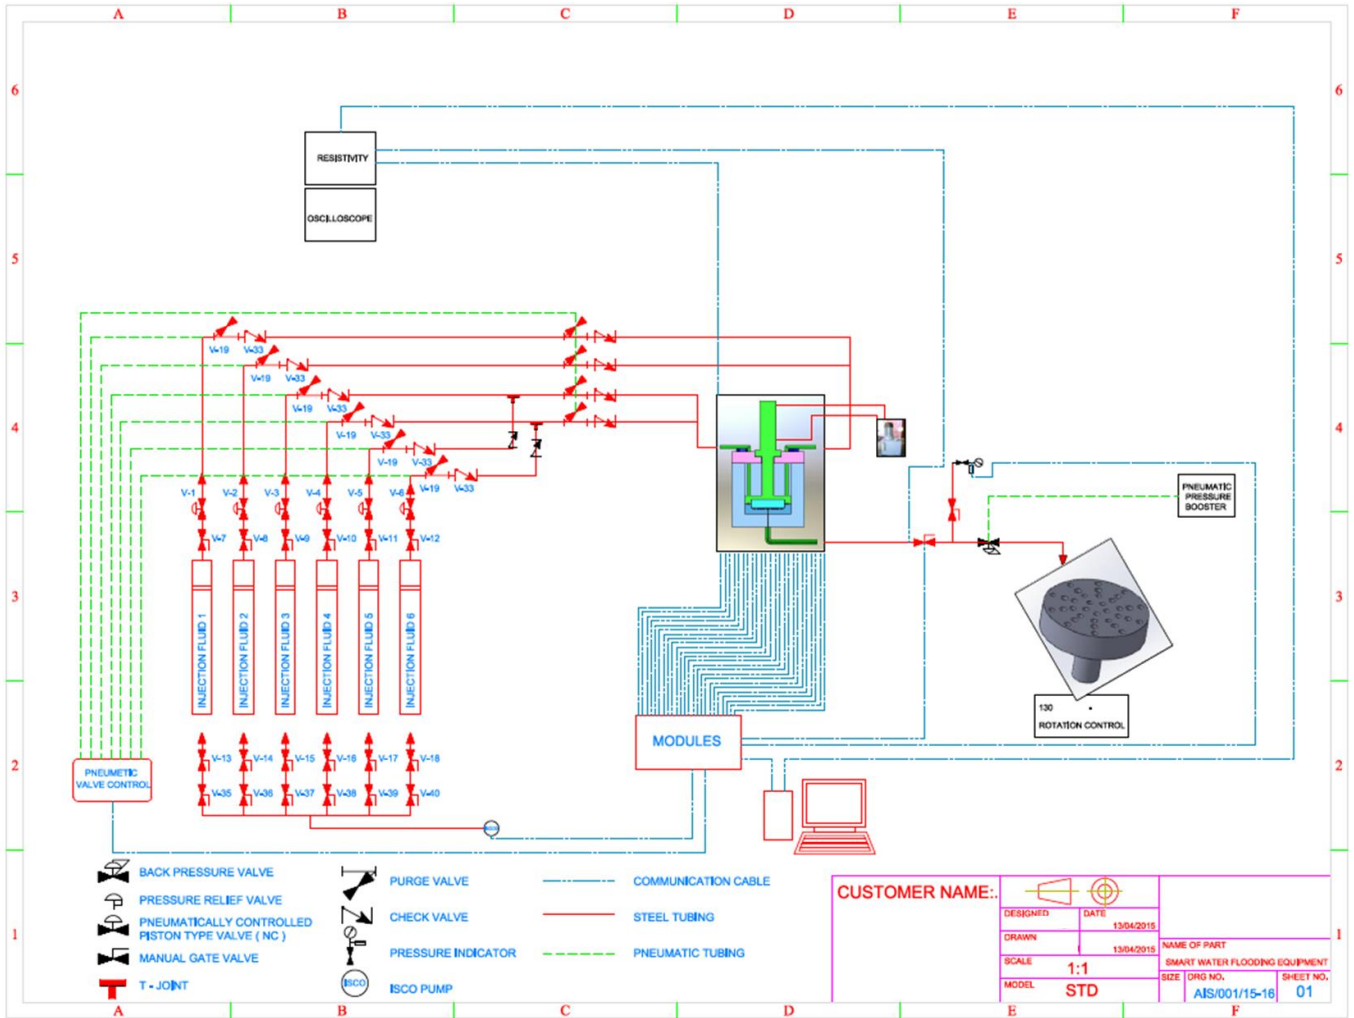 A B C D E F
6 6
RESISTIVITY
OSCILLOSCOPE
5 5
V-19 V-33
V-19 V-33
V-19 V-33
V-19 V-33
V-19 V-33
V-19 V-33
4 4
V-1 V-2 V-3 V-4 V-5 V-6
V-7 V-8 V-9 V-10 V-11 V-12
PNEUMATIC
PRESSURE
BOOSTER
3 3
INJECTION FLUID 1
INJECTION FLUID 2
INJECTION FLUID 3
INJECTION FLUID 4
INJECTION FLUID 5
INJECTION FLUID 6
130
ROTATION CONTROL
MODULES
2 2
V-13 V-14 V-15 V-16 V-17 V-18
V-35 V-36 V-37 V-38 V-39 V-40
PNEUMETIC
VALVE CONTROL
BACK PRESSURE VALVE
PRESSURE RELIEF VALVE
PNEUMATICALLY CONTROLLED
PISTON TYPE VALVE ( NC )
MANUAL GATE VALVE
T - JOINT
PURGE VALVE
CHECK VALVE
PRESSURE INDICATOR
ISCO
ISCO PUMP
COMMUNICATION CABLE
STEEL TUBING
PNEUMATIC TUBING
1 1
CUSTOMER NAME:.
DESIGNED DATE
13/04/2015
DRAWN
13/04/2015
SCALE
1:1
MODEL
STD
NAME OF PART
SMART WATER FLOODING EQUIPMENT
SIZE DRG NO. SHEET NO.
AIS/001/15-16 01
A B C D E F